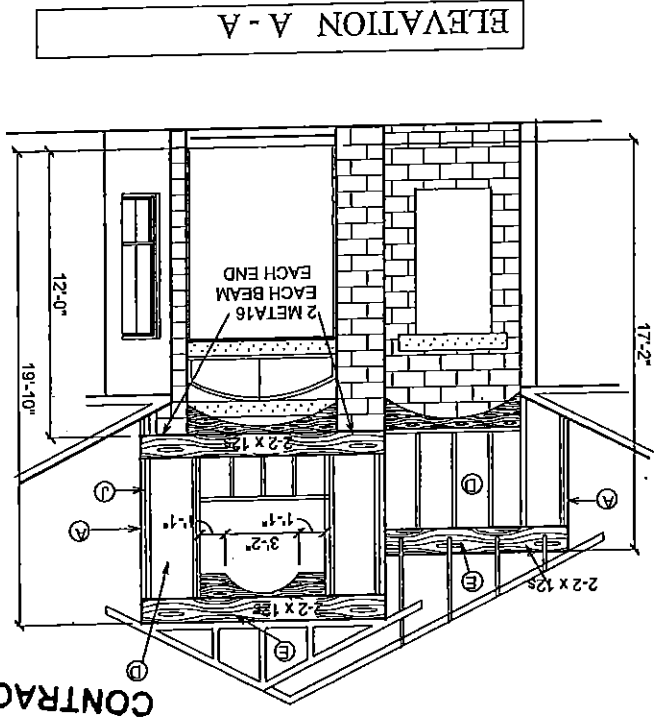 CONTRAC
D
E
2-2 x 12s
E
2-2 x 12s
3'-2"
1'-1"
1'-1"
A
A
D
J
2-2 x 12s
17'-2"
19'-10"
12'-0"
2 META16
EACH BEAM
EACH END
ELEVATION A - A